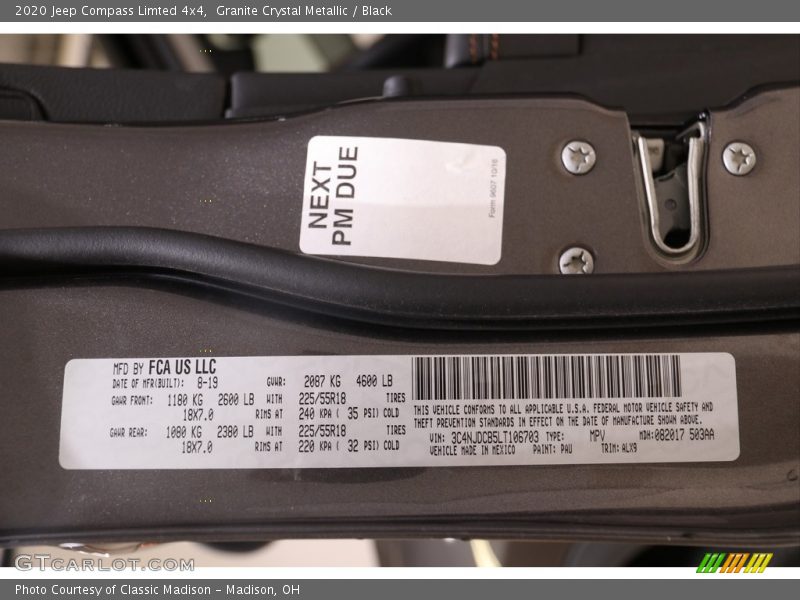 2020 Jeep Compass Limted 4x4,  Granite Crystal Metallic / Black
NEXT
PM DUE
Form 9607 10/16
MFD BY FCA US LLC
DATE OF MFR(BUILT): 8-19 GVWR: 2087 KG 4600 LB
GAWR FRONT: 1180 KG 2600 LB WITH 225/55R18 TIRES
18X7.0 RIMS AT 240 KPA ( 35 PSI) COLD
GAWR REAR: 1080 KG 2380 LB WITH 225/55R18 TIRES
18X7.0 RIMS AT 220 KPA ( 32 PSI) COLD
THIS VEHICLE CONFORMS TO ALL APPLICABLE U.S.A. FEDERAL MOTOR VEHICLE SAFETY AND
THEFT PREVENTION STANDARDS IN EFFECT ON THE DATE OF MANUFACTURE SHOWN ABOVE.
VIN: 3C4NJDCB5LT106703 TYPE: MPV MDH:082017 503AA
VEHICLE MADE IN MEXICO PAINT: PAU TRIM: ALX9
GTCARLOT.COM
Photo Courtesy of Classic Madison - Madison, OH